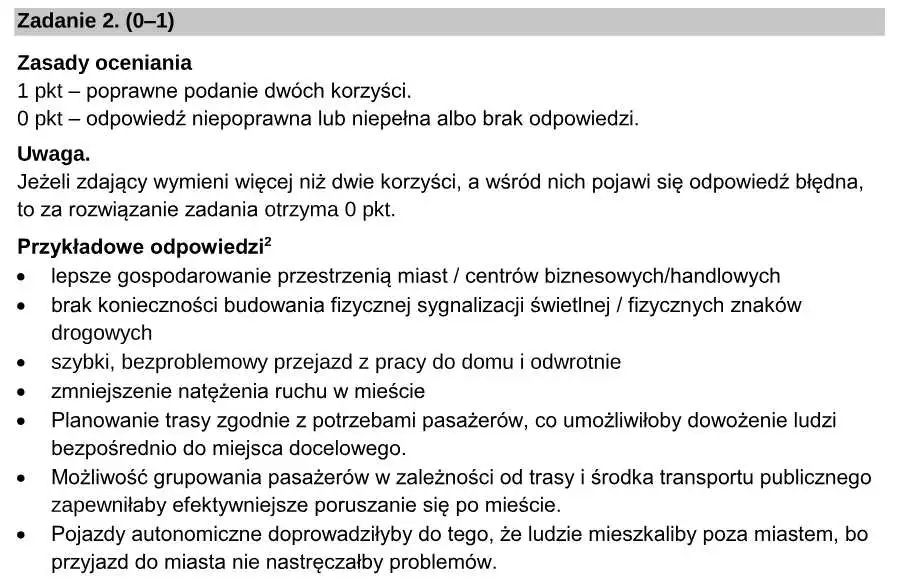 Zadanie 2. (0–1)
Zasady oceniania
1 pkt – poprawne podanie dwóch korzyści.
0 pkt – odpowiedź niepoprawna lub niepełna albo brak odpowiedzi.
Uwaga.
Jeżeli zdający wymieni więcej niż dwie korzyści, a wśród nich pojawi się odpowiedź błędna,
to za rozwiązanie zadania otrzyma 0 pkt.
Przykładowe odpowiedzi²
• lepsze gospodarowanie przestrzenią miast / centrów biznesowych/handlowych
• brak konieczności budowania fizycznej sygnalizacji świetlnej / fizycznych znaków
drogowych
• szybki, bezproblemowy przejazd z pracy do domu i odwrotnie
• zmniejszenie natężenia ruchu w mieście
• Planowanie trasy zgodnie z potrzebami pasażerów, co umożliwiłoby dowożenie ludzi
bezpośrednio do miejsca docelowego.
• Możliwość grupowania pasażerów w zależności od trasy i środka transportu publicznego
zapewniłaby efektywniejsze poruszanie się po mieście.
• Pojazdy autonomiczne doprowadziłyby do tego, że ludzie mieszkaliby poza miastem, bo
przyjazd do miasta nie nastręczałby problemów.